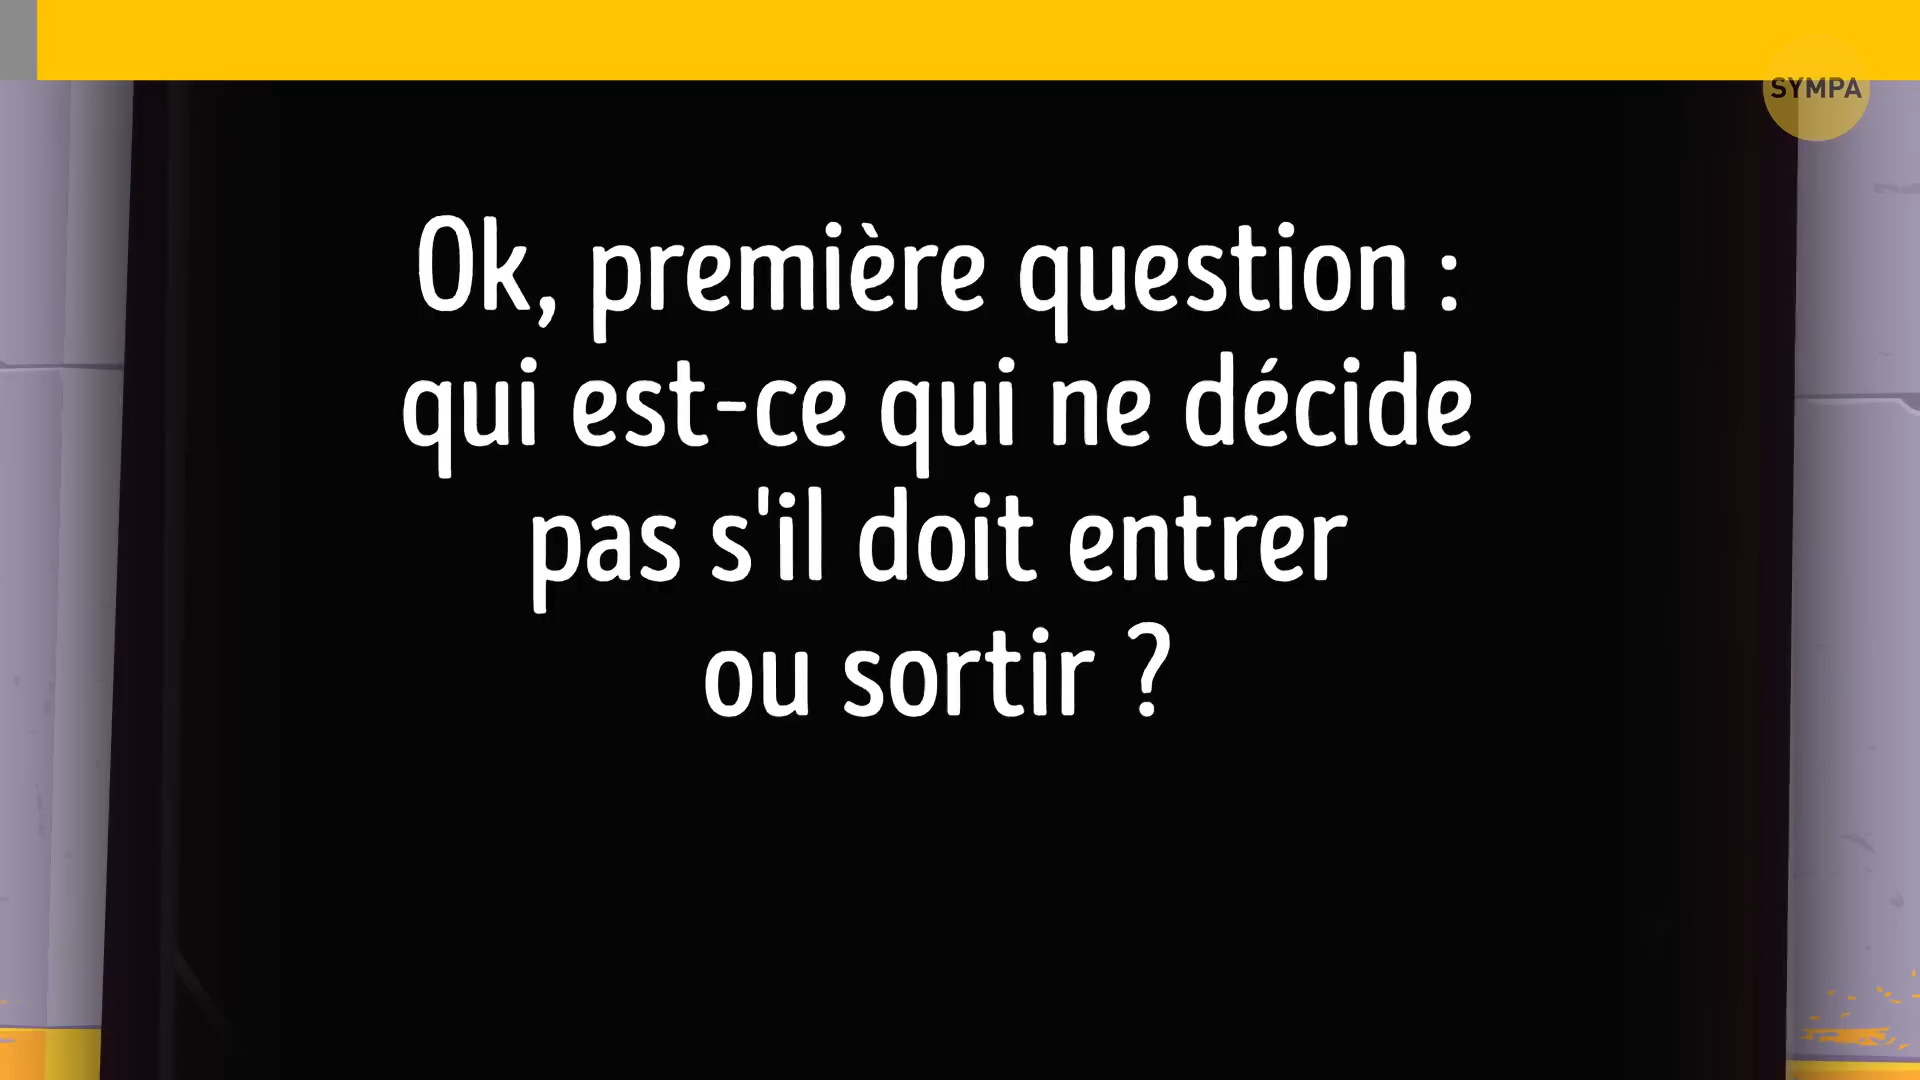 SYMPA
Ok, première question :
qui est-ce qui ne décide
pas s'il doit entrer
ou sortir ?